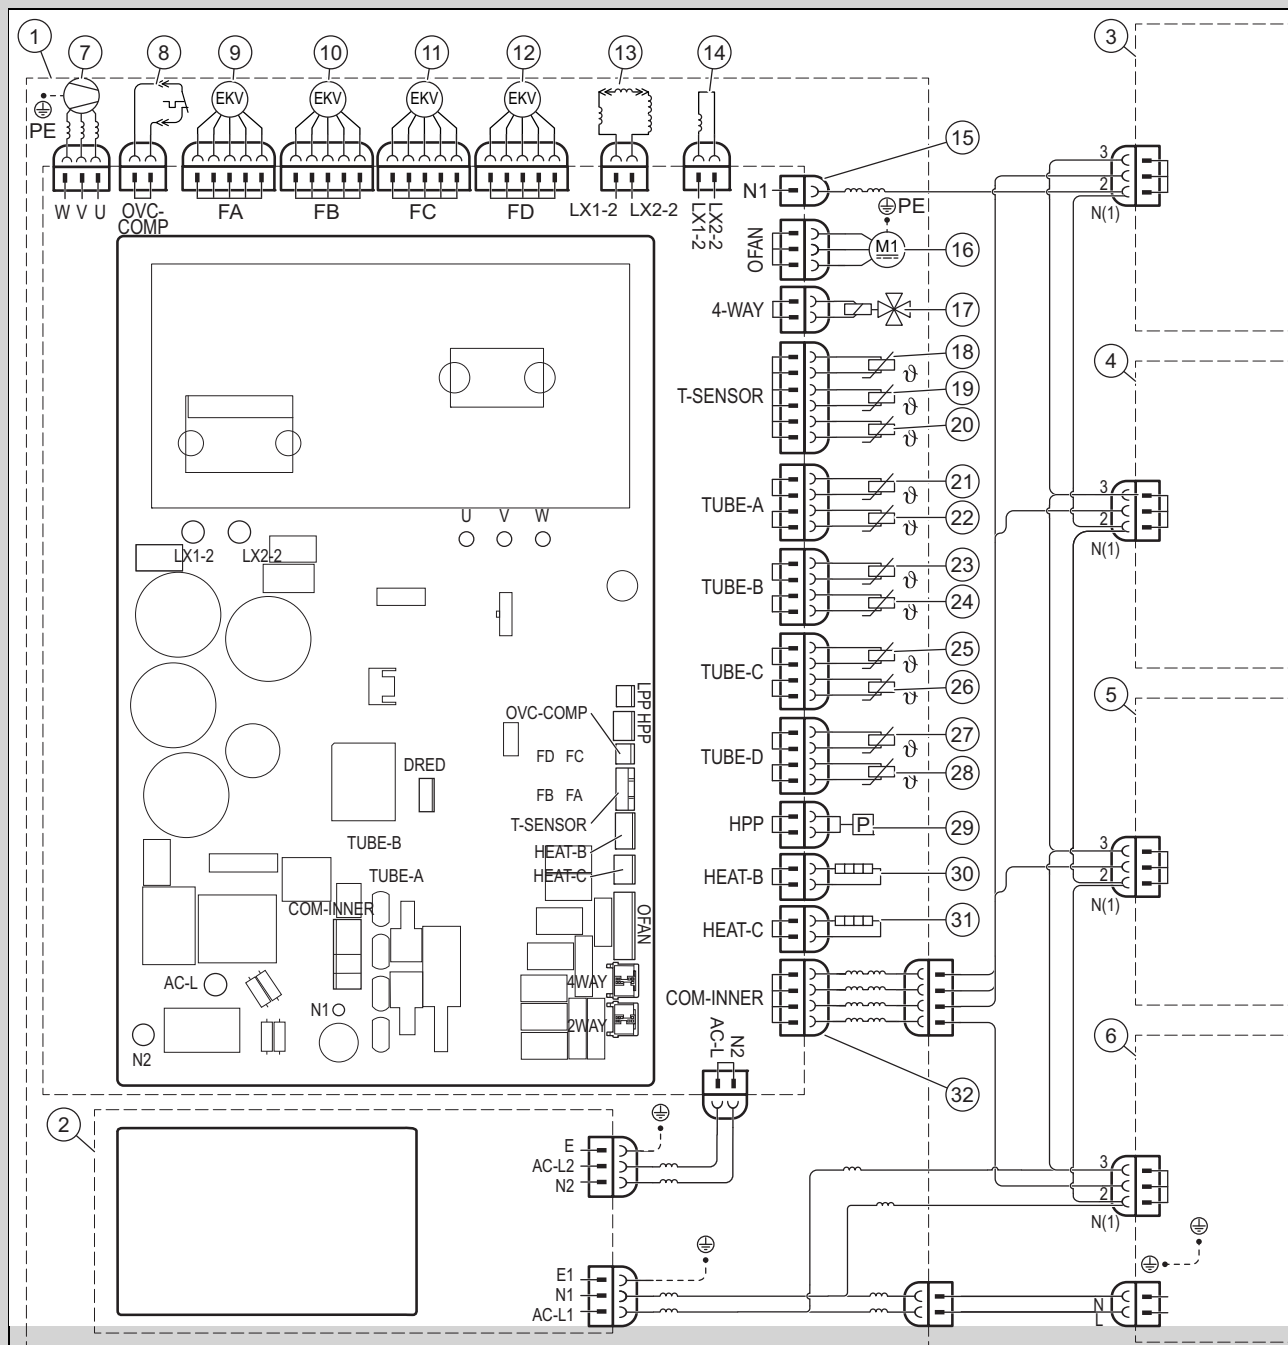 1 7 8 9 10 11 12 13 14 3
EKV EKV EKV EKV
PE
W V U OVC-COMP FA FB FC FD LX1-2 LX2-2 LX1-2 LX2-2
N1 15
3
2
N(1)
PE
OFAN M1 16
4-WAY 17
4
T-SENSOR 18 ϑ
19 ϑ
20 ϑ
TUBE-A 21 ϑ
22 ϑ
3
2
N(1)
U V W
LX1-2 LX2-2
TUBE-B 23 ϑ
24 ϑ
TUBE-C 25 ϑ
26
5
LPP HPP
OVC-COMP
FD FC
DRED
FB FA
T-SENSOR
TUBE-B
HEAT-B
TUBE-A HEAT-C
COM-INNER
OFAN
AC-L
4WAY
N1
2WAY
N2
TUBE-D 27 ϑ
28 ϑ
HPP P 29
HEAT-B 30
HEAT-C 31
3
2
N(1)
COM-INNER
AC-L N2
32
6
2
E
AC-L2
N2
3
2
N(1)
E1
N1
AC-L1
N
L